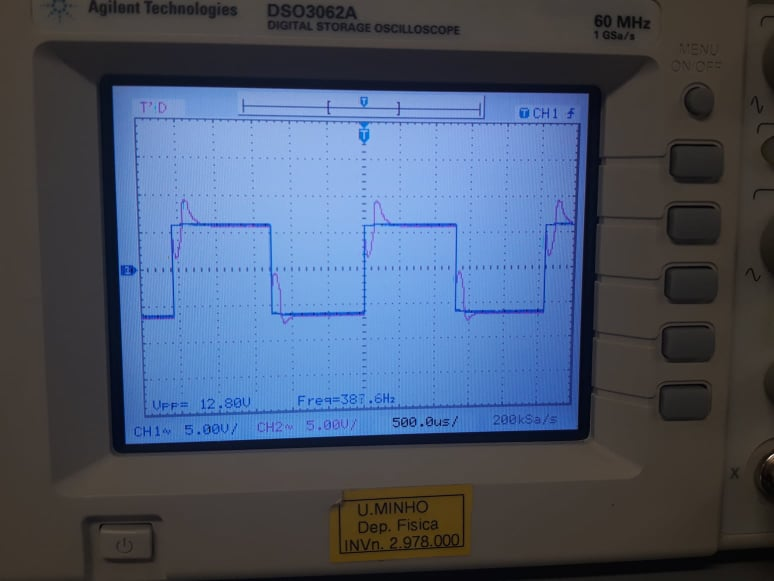 Agilent Technologies
DSO3062A
DIGITAL STORAGE OSCILLOSCOPE
60 MHz
1 GSa/s
MENU
ON/OFF
T'D
T
T CH1
T
1
Vpp= 12.80V
Freq=387.6Hz
CH1~ 5.00V/
CH2~ 5.00V/
500.0us/
200kSa/s
X
U.MINHO
Dep. Fisica
INVn. 2.978.000